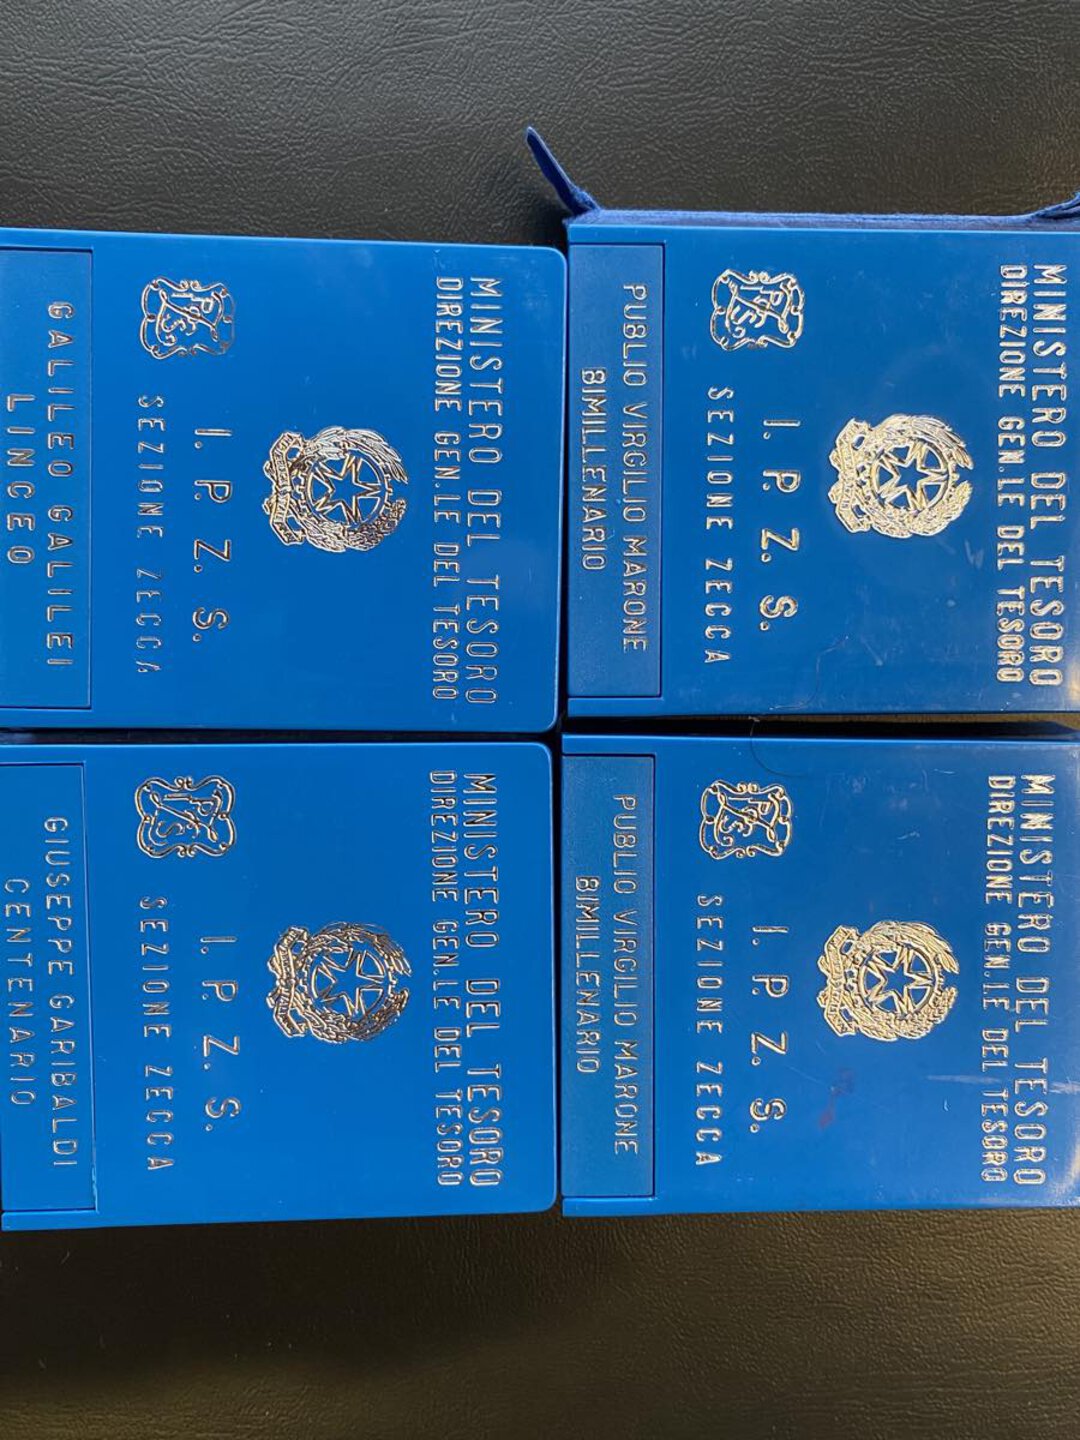 MINISTERO DEL TESORO
DIREZIONE GEN.LE DEL TESORO
I. P. Z. S.
SEZIONE ZECCA
PUBLIO VIRGILIO MARONE
BIMILLENARIO
MINISTERO DEL TESORO
DIREZIONE GEN.LE DEL TESORO
I. P. Z. S.
SEZIONE ZECCA
PUBLIO VIRGILIO MARONE
BIMILLENARIO
MINISTERO DEL TESORO
DIREZIONE GEN.LE DEL TESORO
I. P. Z. S.
SEZIONE ZECCA
GALILEO GALILEI
LINCEO
MINISTERO DEL TESORO
DIREZIONE GEN.LE DEL TESORO
I. P. Z. S.
SEZIONE ZECCA
GIUSEPPE GARIBALDI
CENTENARIO